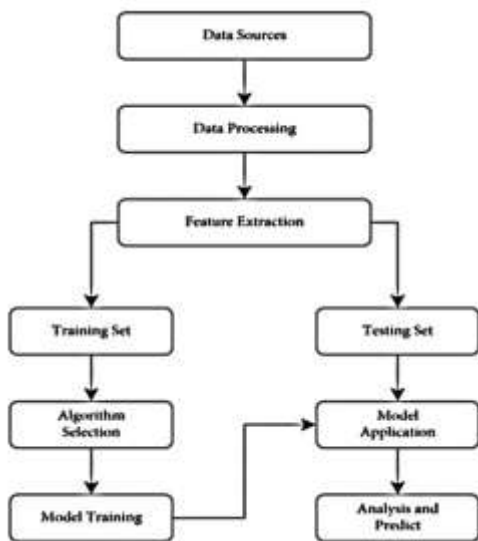 Data Sources
Data Processing
Feature Extraction
Training Set
Testing Set
Algorithm
Selection
Model
Application
Model Training
Analysis and
Predict